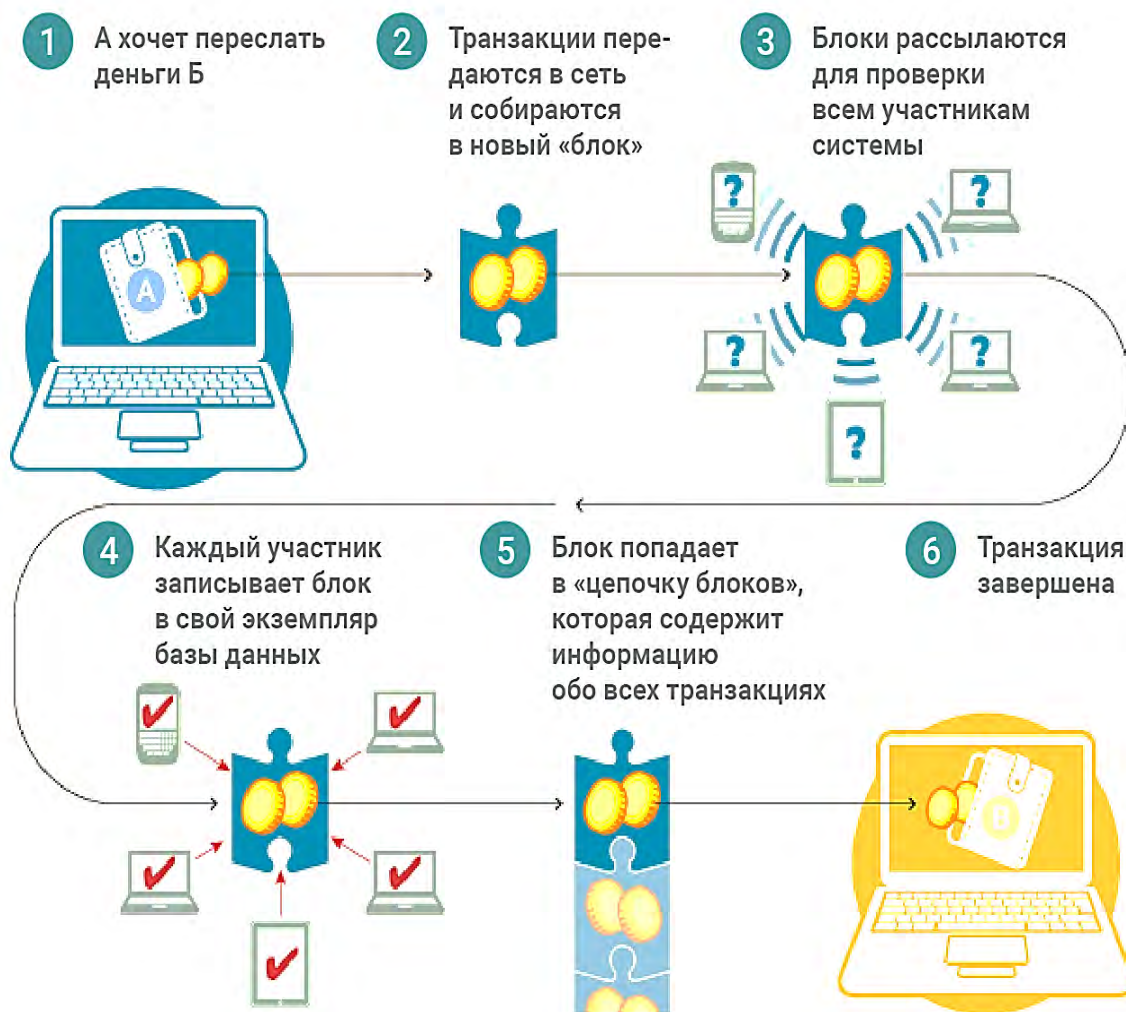 1
А хочет переслать
деньги Б
2
Транзакции пере-
даются в сеть
и собираются
в новый «блок»
3
Блоки рассылаются
для проверки
всем участникам
системы
?
?
A
?
?
?
4
Каждый участник
записывает блок
в свой экземпляр
базы данных
5
Блок попадает
в «цепочку блоков»,
которая содержит
информацию
обо всех транзакциях
6
Транзакция
завершена